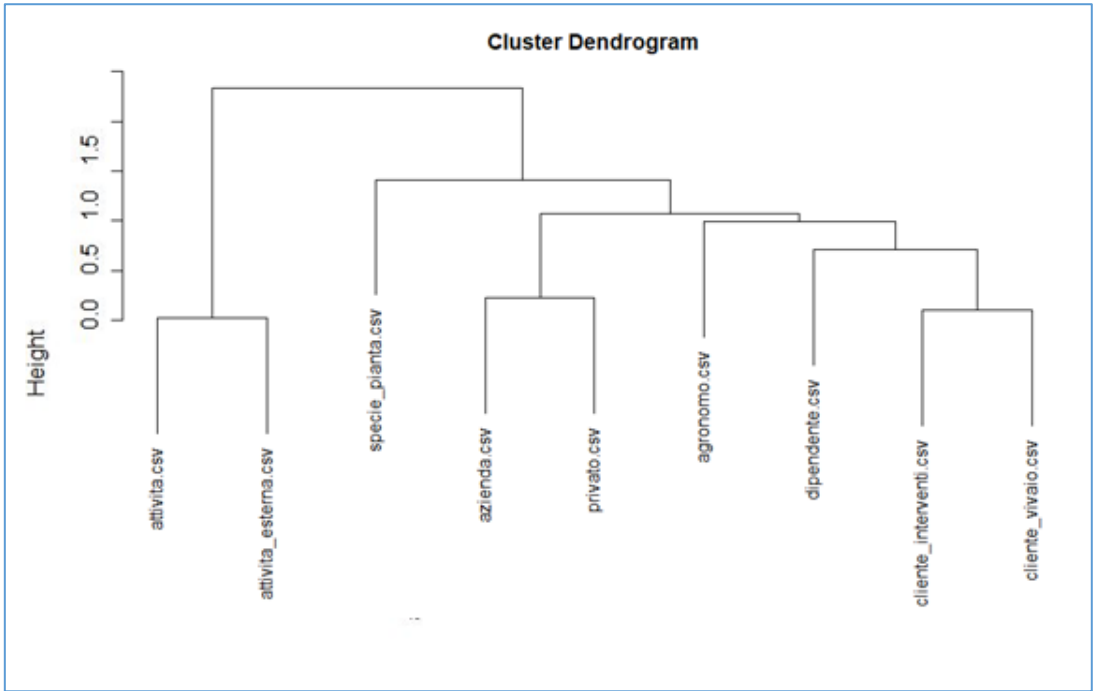 Cluster Dendrogram
Height
1.5
1.0
0.5
0.0
attivita.csv
attivita_esterna.csv
specie_pianta.csv
azienda.csv
privato.csv
agronomo.csv
dipendente.csv
cliente_interventi.csv
cliente_vivaio.csv